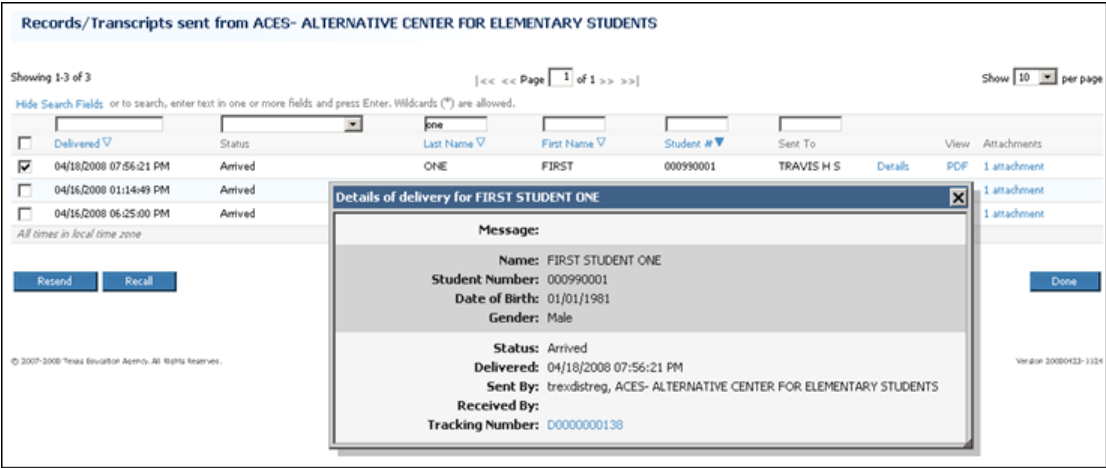 Records/Transcripts sent from ACES- ALTERNATIVE CENTER FOR ELEMENTARY STUDENTS
Showing 1-3 of 3 |<< << Page 1 of 1 >> >>| Show 10 per page
Hide Search Fields or to search, enter text in one or more fields and press Enter. Wildcards (*) are allowed.
one
Delivered Status Last Name First Name Student # Sent To View Attachments
04/18/2008 07:56:21 PM Arrived ONE FIRST 000990001 TRAVIS H S Details PDF 1 attachment
04/16/2008 01:14:49 PM Arrived 1 attachment
04/16/2008 06:25:00 PM Arrived 1 attachment
All times in local time zone
Resend Recall Done
Details of delivery for FIRST STUDENT ONE
Message:
Name: FIRST STUDENT ONE
Student Number: 000990001
Date of Birth: 01/01/1981
Gender: Male
Status: Arrived
Delivered: 04/18/2008 07:56:21 PM
Sent By: trexdistreg, ACES- ALTERNATIVE CENTER FOR ELEMENTARY STUDENTS
Received By:
Tracking Number: D0000000138
© 2007-2008 Texas Education Agency. All Rights Reserved. Version 20080423-1124